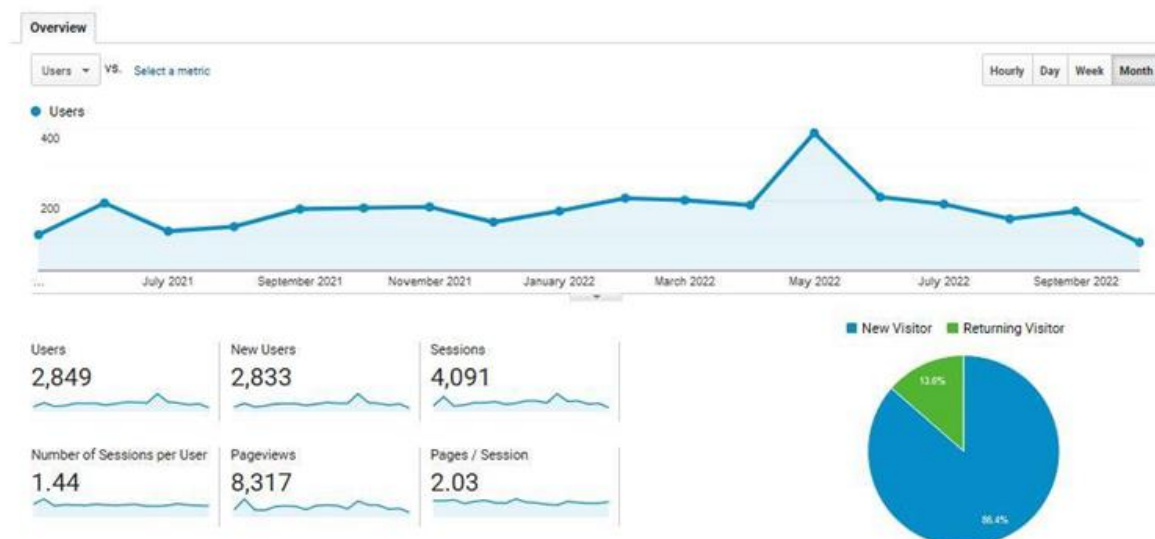 Overview
Users VS. Select a metric
Hourly Day Week Month
Users
400
200
... July 2021 September 2021 November 2021 January 2022 March 2022 May 2022 July 2022 September 2022
New Visitor Returning Visitor
Users New Users Sessions
2,849 2,833 4,091
13.6%
Number of Sessions per User Pageviews Pages / Session
1.44 8,317 2.03
86.4%